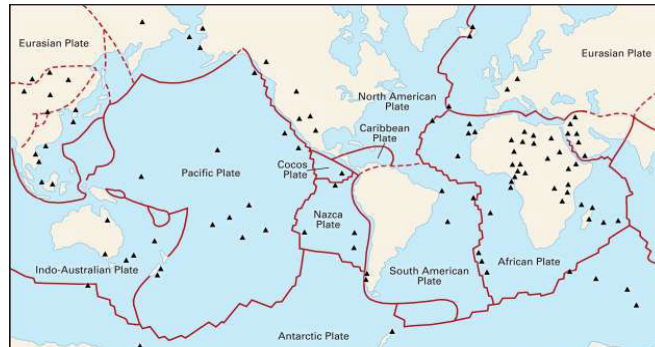 Eurasian Plate
Eurasian Plate
North American
Plate
Caribbean
Plate
Cocos
Plate
Pacific Plate
Nazca
Plate
African Plate
Indo-Australian Plate
South American
Plate
Antarctic Plate